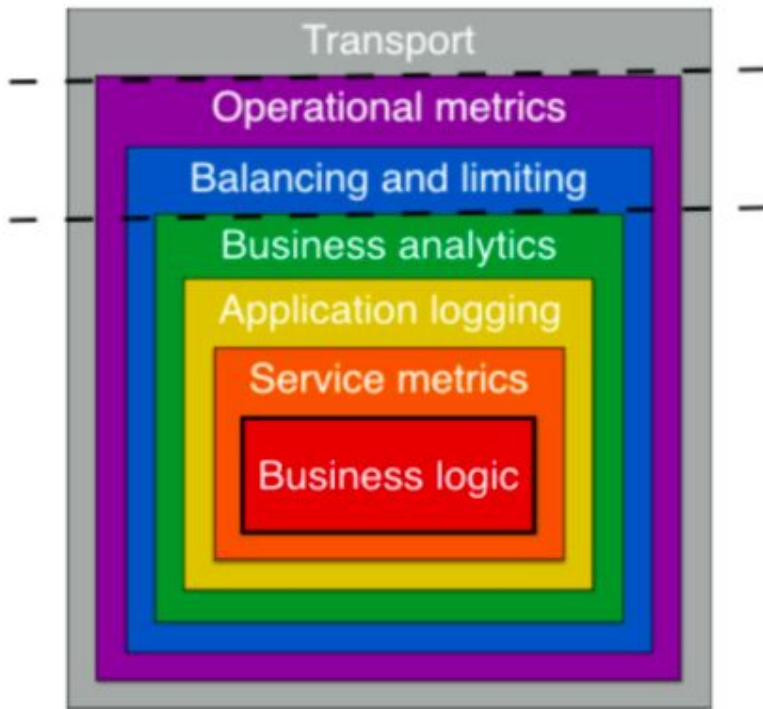 Transport
Operational metrics
Balancing and limiting
Business analytics
Application logging
Service metrics
Business logic